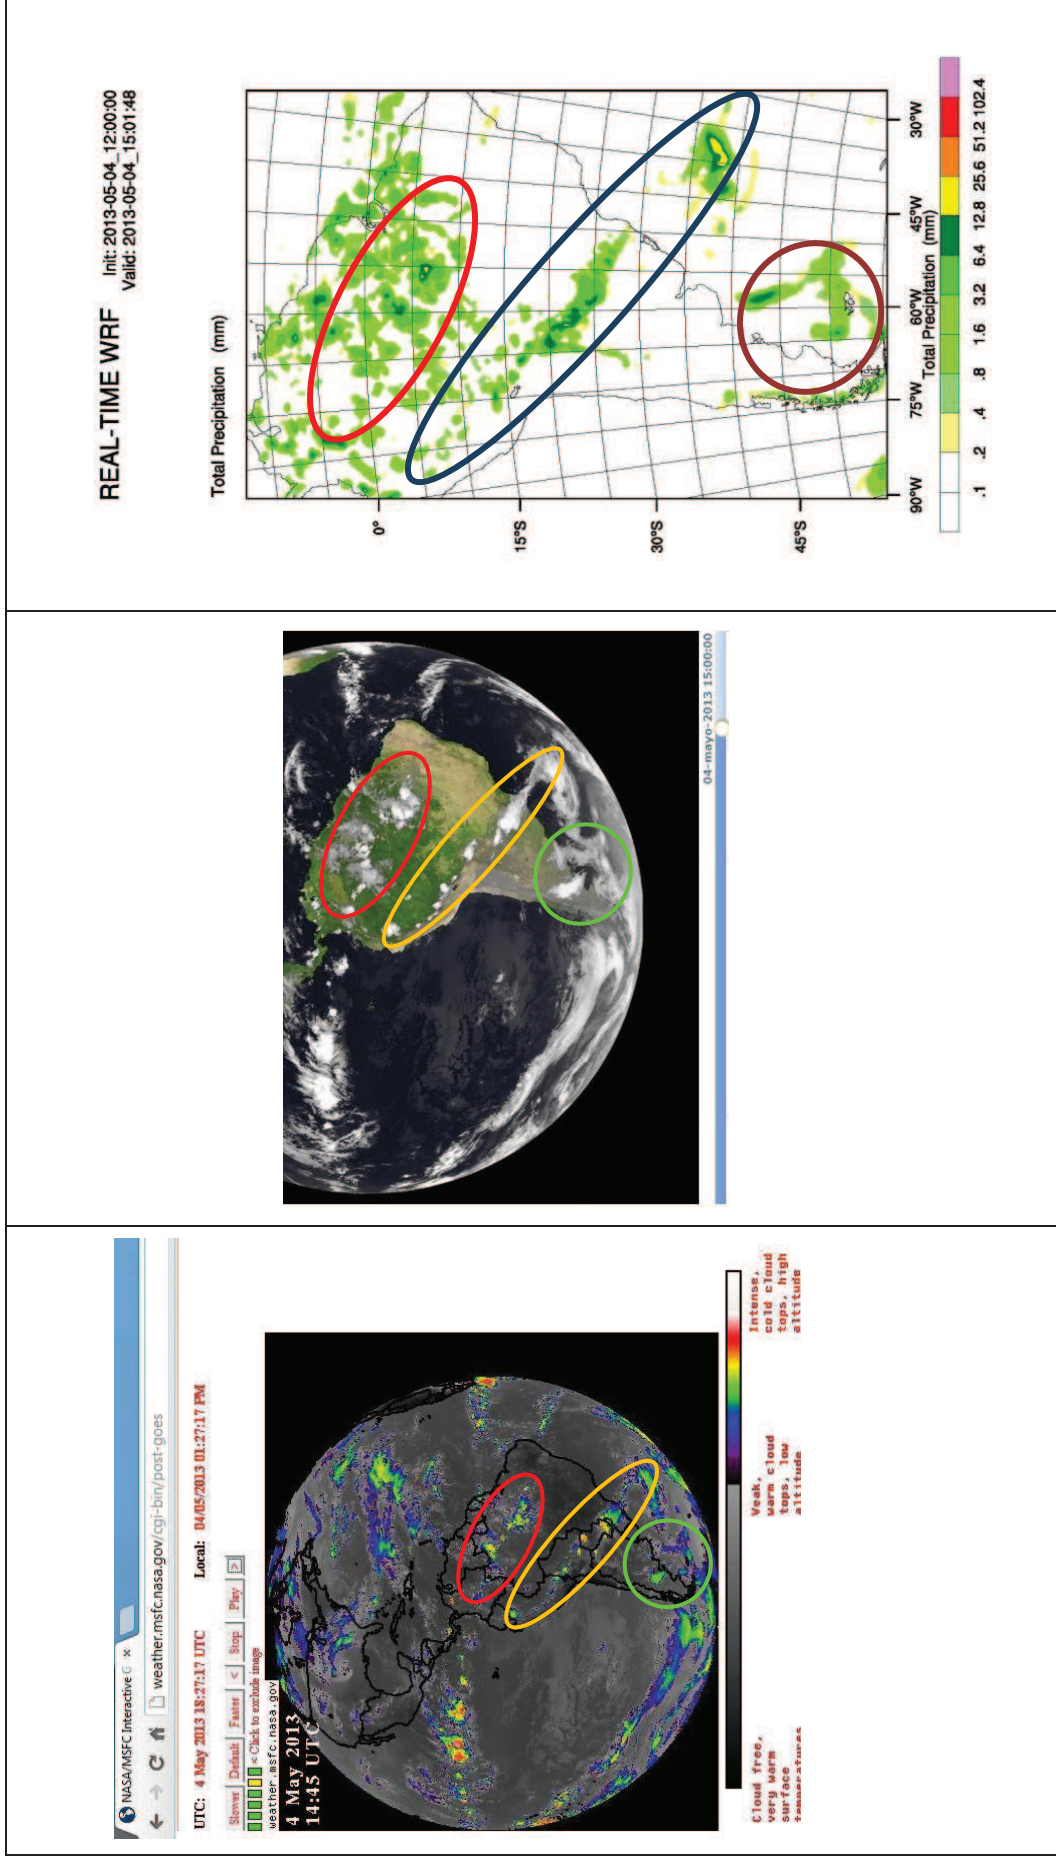 NASA/MSFC Interactive G ×
weather.msfc.nasa.gov/cgi-bin/post-goes
UTC: 4 May 2013 18:27:17 UTC Local: 04/05/2013 01:27:17 PM
Slower Default Faster < Stop Play >
< Click to exclude image
weather.msfc.nasa.gov
4 May 2013
14:45 UTC
Cloud free,
very warm
surface
temperatures
Weak,
warm cloud
tops, low
altitude
Intense,
cold cloud
tops, high
altitude
04-mayo-2013 15:00:00
REAL-TIME WRF
Init: 2013-05-04_12:00:00
Valid: 2013-05-04_15:01:48
Total Precipitation (mm)
0°
15°S
30°S
45°S
90°W 75°W 60°W 45°W 30°W
Total Precipitation (mm)
.1 .2 .4 .8 1.6 3.2 6.4 12.8 25.6 51.2 102.4